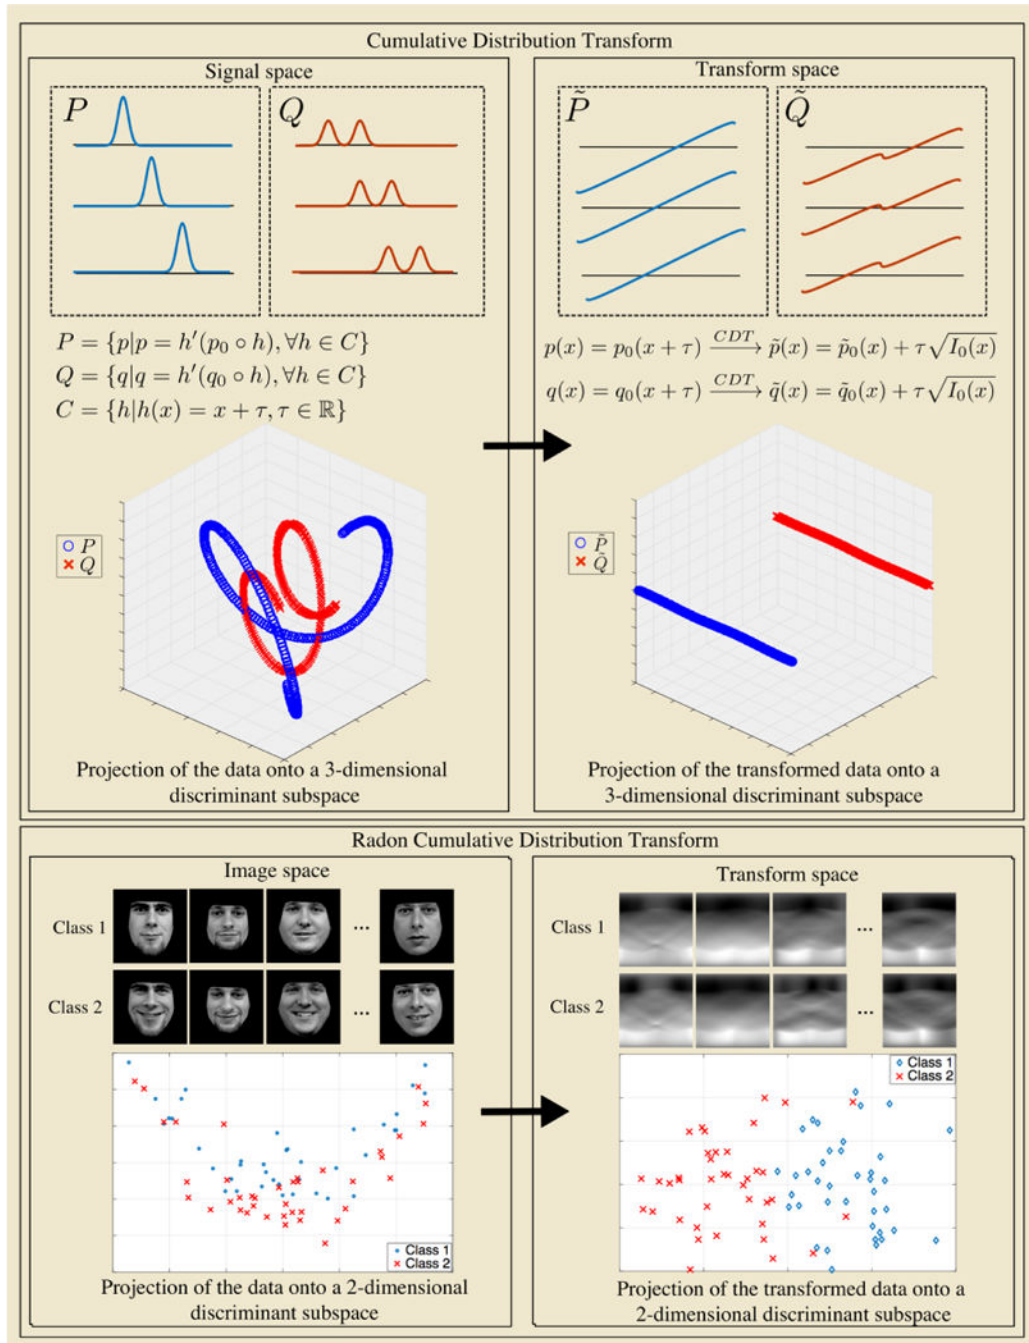 Cumulative Distribution Transform
Signal space
P
Q
P = {p|p = h′(p₀ ∘ h), ∀h ∈ C}
Q = {q|q = h′(q₀ ∘ h), ∀h ∈ C}
C = {h|h(x) = x + τ, τ ∈ ℝ}
P
Q
Projection of the data onto a 3-dimensional
discriminant subspace
Transform space
P̃
Q̃
p(x) = p₀(x + τ) —CDT→ p̃(x) = p̃₀(x) + τ√I₀(x)
q(x) = q₀(x + τ) —CDT→ q̃(x) = q̃₀(x) + τ√I₀(x)
P̃
Q̃
Projection of the transformed data onto a
3-dimensional discriminant subspace
Radon Cumulative Distribution Transform
Image space
Class 1
...
Class 2
...
Class 1
Class 2
Projection of the data onto a 2-dimensional
discriminant subspace
Transform space
Class 1
...
Class 2
...
Class 1
Class 2
Projection of the transformed data onto a
2-dimensional discriminant subspace